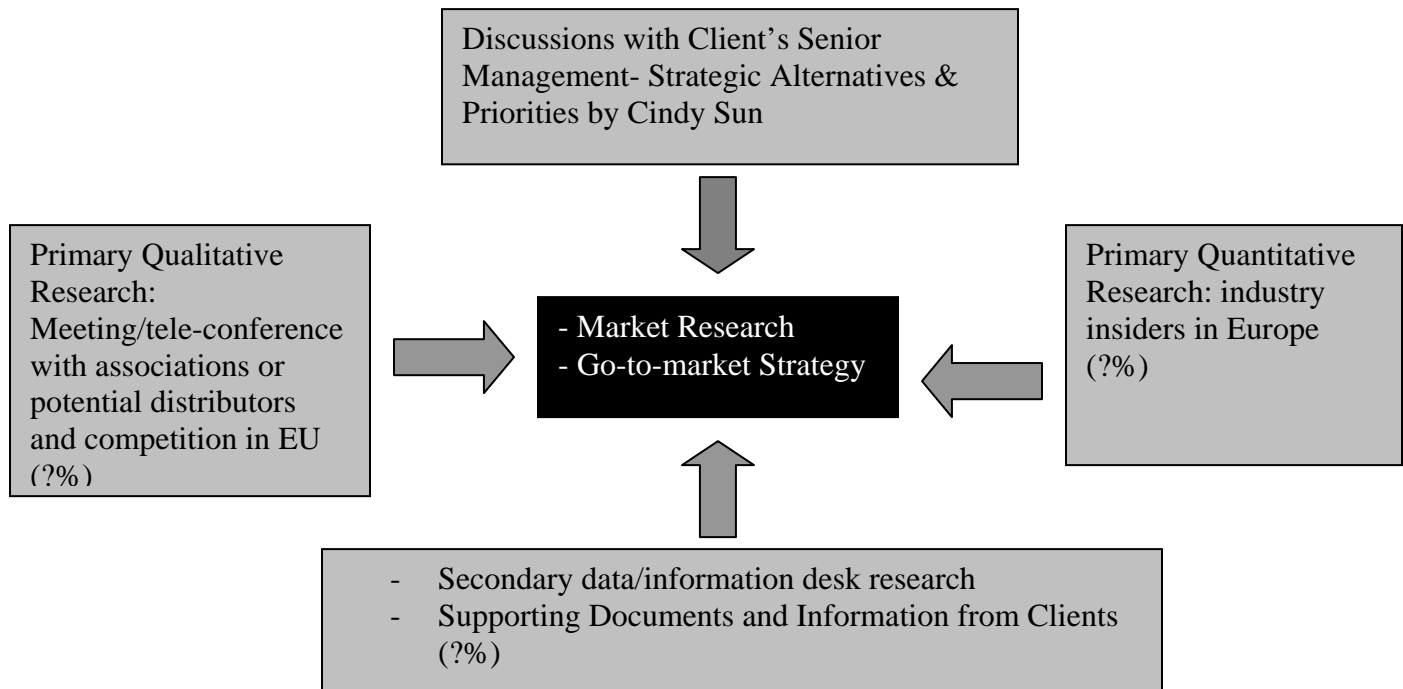 Discussions with Client’s Senior
Management- Strategic Alternatives &
Priorities by Cindy Sun
Primary Qualitative
Research:
Meeting/tele-conference
with associations or
potential distributors
and competition in EU
(?%)
- Market Research
- Go-to-market Strategy
Primary Quantitative
Research: industry
insiders in Europe
(?%)
- Secondary data/information desk research
- Supporting Documents and Information from Clients
(?%)